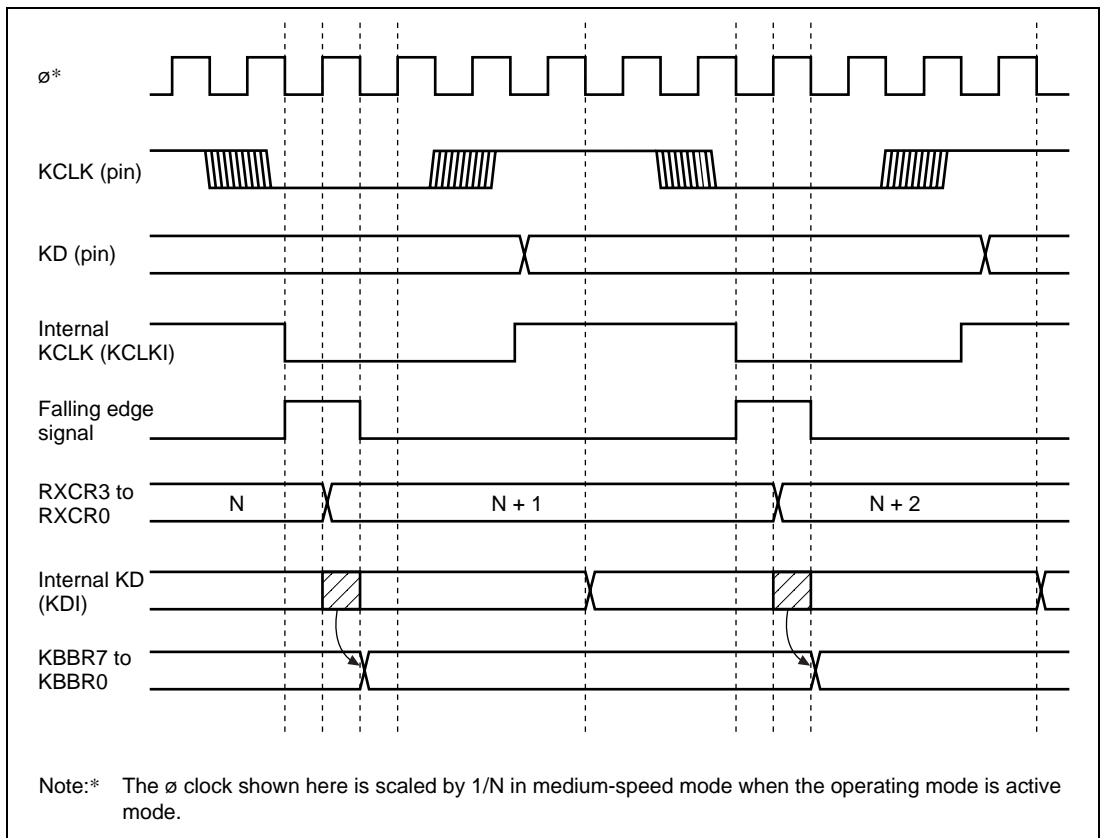 ø*
KCLK (pin)
KD (pin)
Internal
KCLK (KCLKI)
Falling edge
signal
RXCR3 to
RXCR0
N
N + 1
N + 2
Internal KD
(KDI)
KBBR7 to
KBBR0
Note:* The ø clock shown here is scaled by 1/N in medium-speed mode when the operating mode is active
mode.